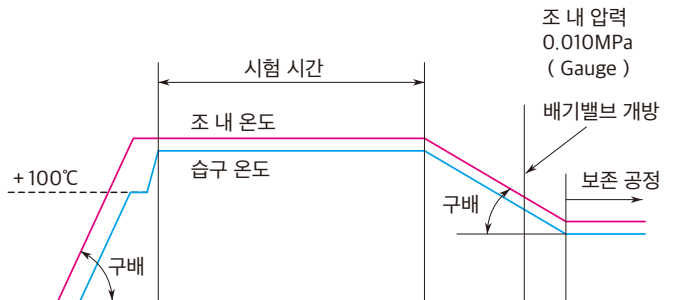 조 내 압력
0.010MPa
( Gauge )
시험 시간
배기밸브 개방
조 내 온도
습구 온도
+100℃
보존 공정
구배
구배